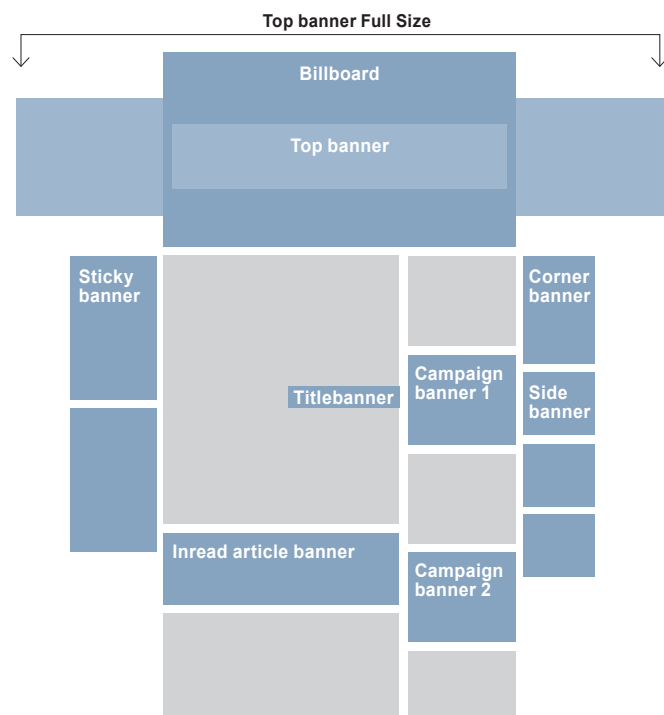 Top banner Full Size
Billboard
Top banner
Sticky
banner
Corner
banner
Titlebanner
Campaign
banner 1
Side
banner
Inread article banner
Campaign
banner 2